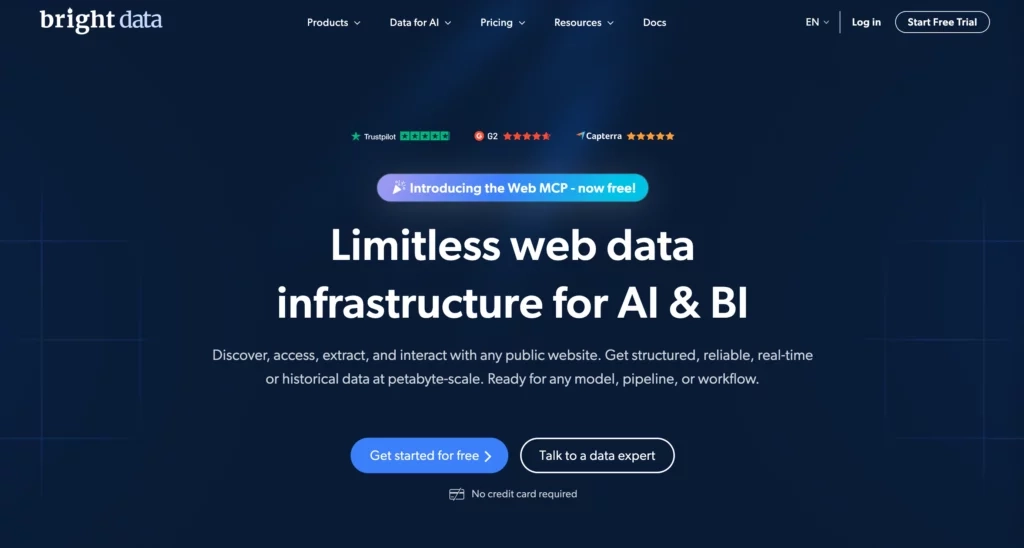 bright data
Products
Data for AI
Pricing
Resources
Docs
EN
Log in
Start Free Trial
Trustpilot
G2
Capterra
Introducing the Web MCP - now free!
Limitless web data
infrastructure for AI & BI
Discover, access, extract, and interact with any public website. Get structured, reliable, real-time
or historical data at petabyte-scale. Ready for any model, pipeline, or workflow.
Get started for free
Talk to a data expert
No credit card required